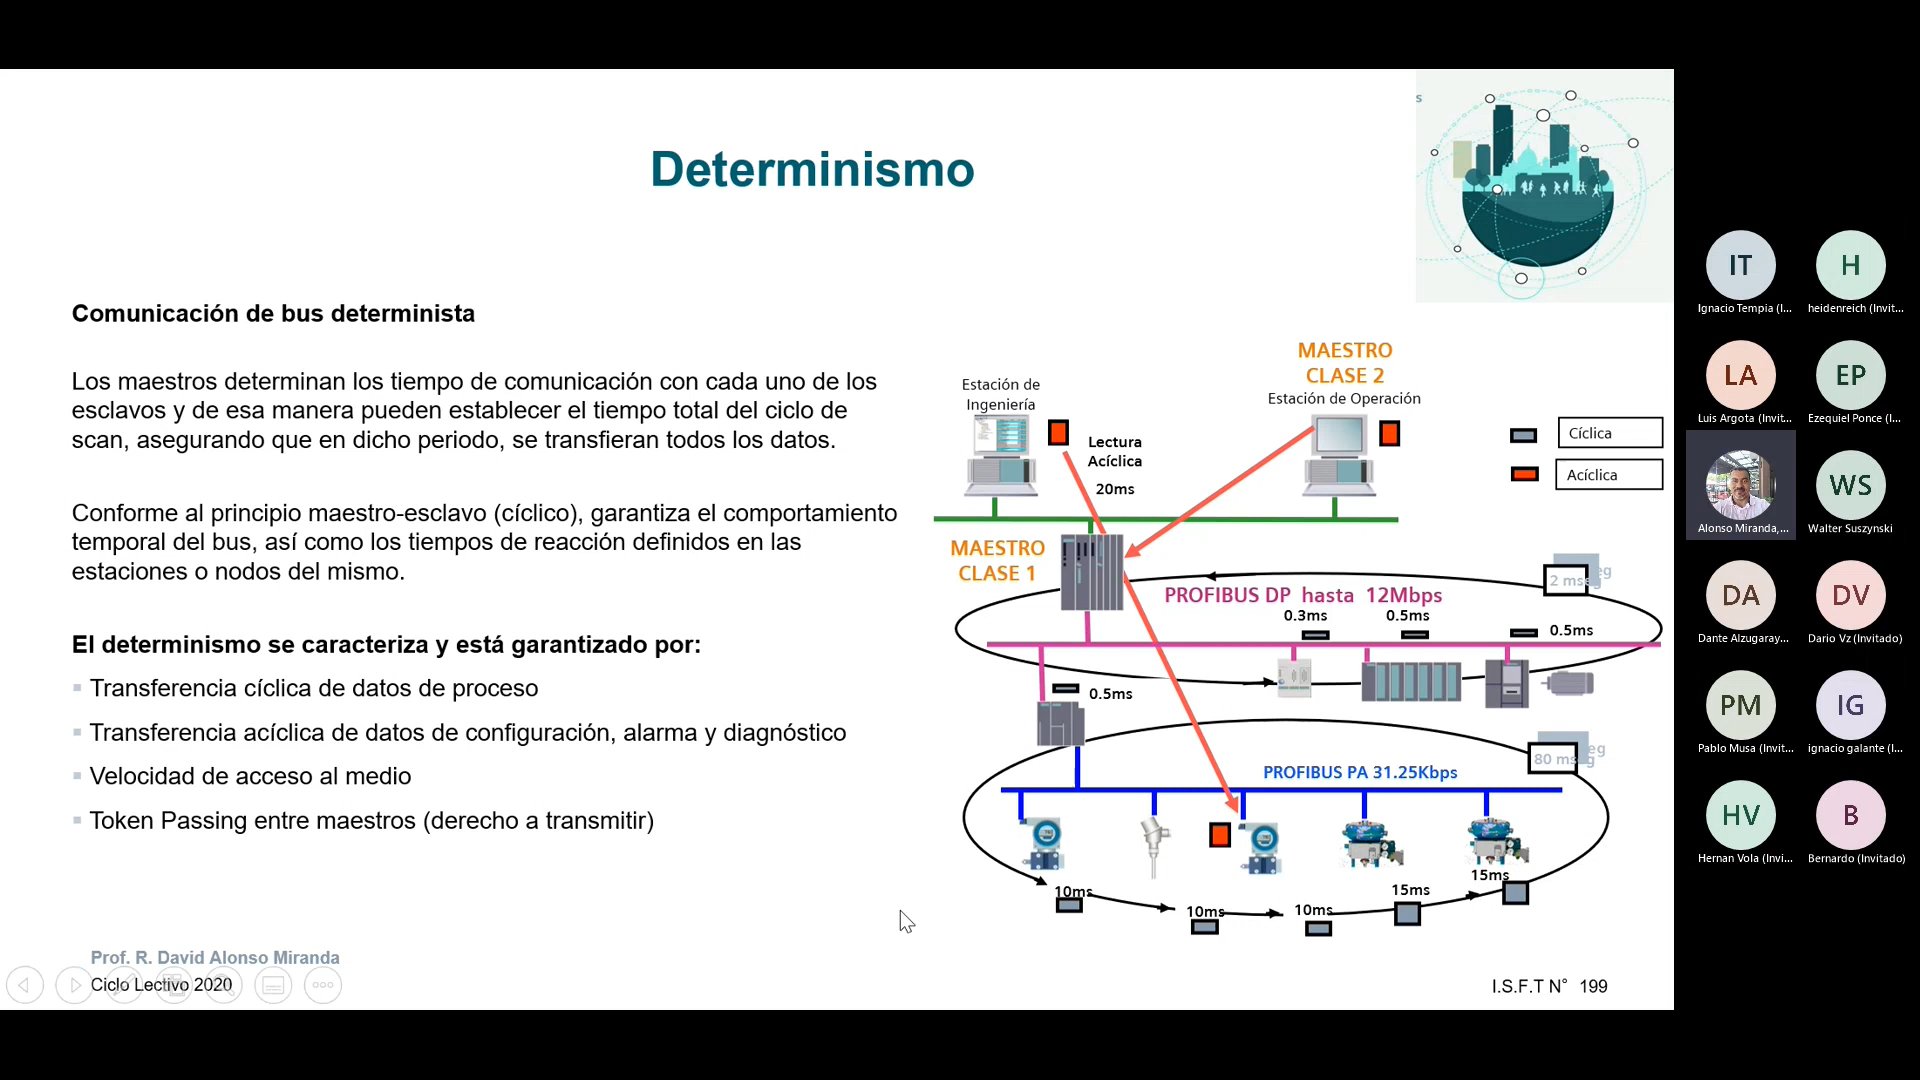 Determinismo
Comunicación de bus determinista
Los maestros determinan los tiempo de comunicación con cada uno de los
esclavos y de esa manera pueden establecer el tiempo total del ciclo de
scan, asegurando que en dicho periodo, se transfieran todos los datos.
Conforme al principio maestro-esclavo (cíclico), garantiza el comportamiento
temporal del bus, así como los tiempos de reacción definidos en las
estaciones o nodos del mismo.
El determinismo se caracteriza y está garantizado por:
Transferencia cíclica de datos de proceso
Transferencia acíclica de datos de configuración, alarma y diagnóstico
Velocidad de acceso al medio
Token Passing entre maestros (derecho a transmitir)
Prof. R. David Alonso Miranda
Ciclo Lectivo 2020
I.S.F.T N° 199
s
MAESTRO
CLASE 2
Estación de Operación
Estación de
Ingeniería
Lectura
Acíclica
20ms
Cíclica
Acíclica
MAESTRO
CLASE 1
2 mseg
PROFIBUS DP hasta 12Mbps
0.3ms
0.5ms
0.5ms
0.5ms
80 mseg
PROFIBUS PA 31.25Kbps
10ms
10ms
10ms
15ms
15ms
IT
Ignacio Tempia (I...
H
heidenreich (Invit...
LA
Luis Argota (Invit...
EP
Ezequiel Ponce (I...
Alonso Miranda,...
WS
Walter Suszynski
DA
Dante Alzugaray...
DV
Dario Vz (Invitado)
PM
Pablo Musa (Invit...
IG
ignacio galante (I...
HV
Hernan Vola (Invi...
B
Bernardo (Invitado)